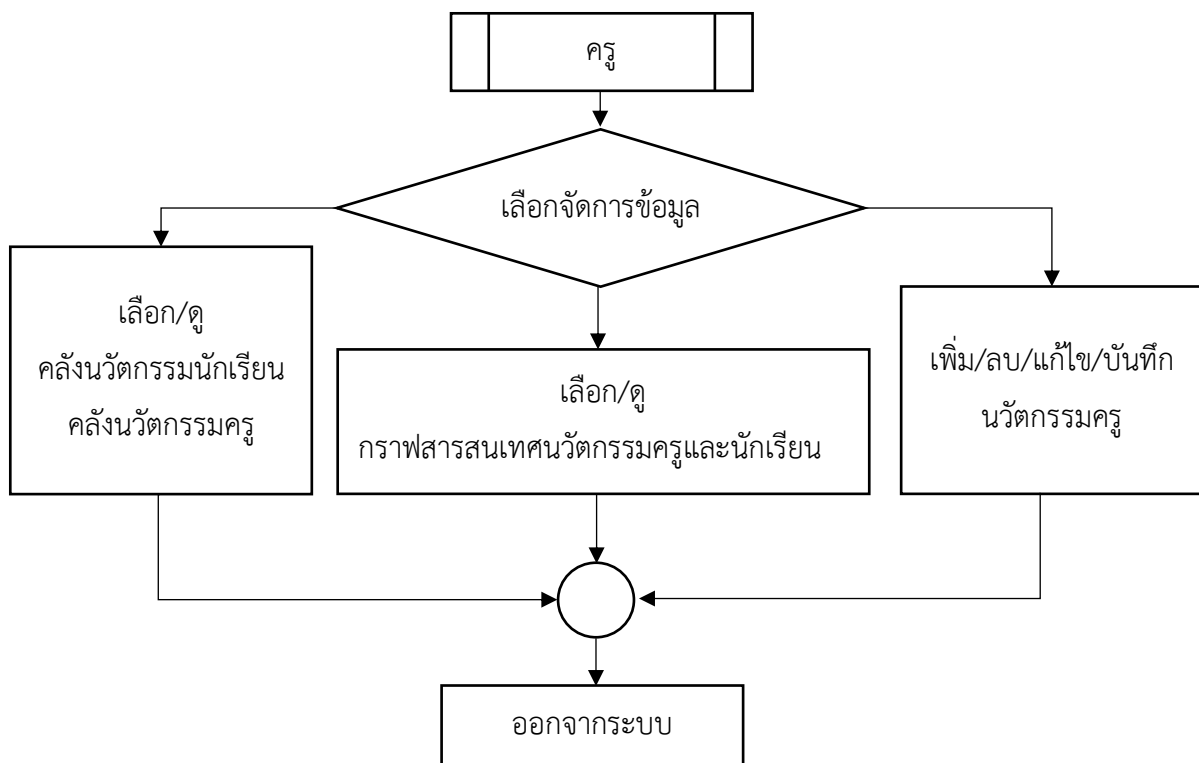 ครู
เลือกจัดการข้อมูล
เลือก/ดู
คลังนวัตกรรมนักเรียน
คลังนวัตกรรมครู
เลือก/ดู
กราฟสารสนเทศนวัตกรรมครูและนักเรียน
เพิ่ม/ลบ/แก้ไข/บันทึก
นวัตกรรมครู
ออกจากระบบ